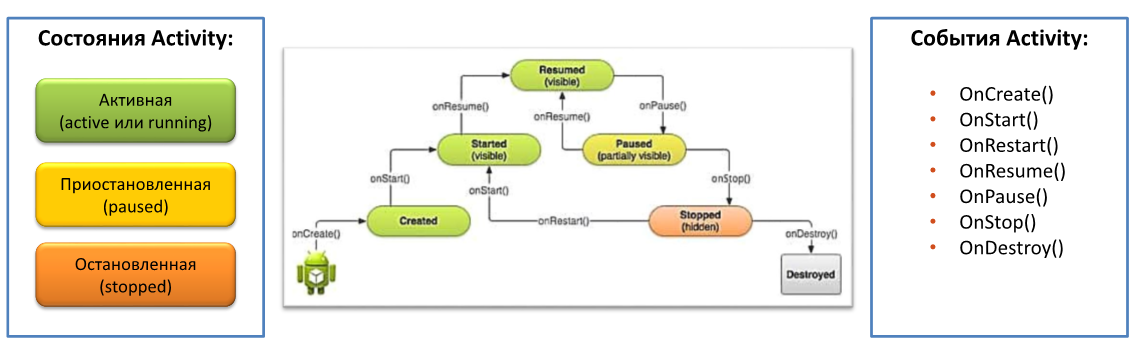 Состояния Activity:
Активная
(active или running)
Приостановленная
(paused)
Остановленная
(stopped)
Resumed
(visible)
onResume()
onPause()
onResume()
Started
(visible)
Paused
(partially visible)
onStart()
onStart()
onStop()
Created
onRestart()
Stopped
(hidden)
onCreate()
onDestroy()
Destroyed
События Activity:
• OnCreate()
• OnStart()
• OnRestart()
• OnResume()
• OnPause()
• OnStop()
• OnDestroy()